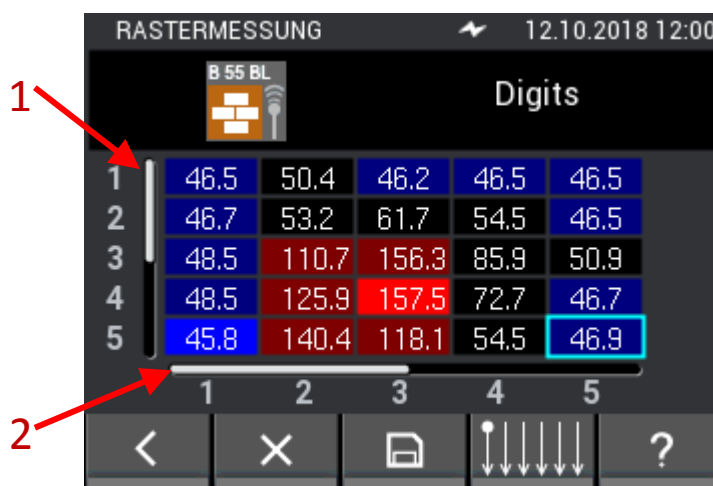 RASTERMESSUNG 12.10.2018 12:00
B 55 BL
Digits
1
1 46.5 50.4 46.2 46.5 46.5
2 46.7 53.2 61.7 54.5 46.5
3 48.5 110.7 156.3 85.9 50.9
4 48.5 125.9 157.5 72.7 46.7
5 45.8 140.4 118.1 54.5 46.9
1 2 3 4 5
2
?